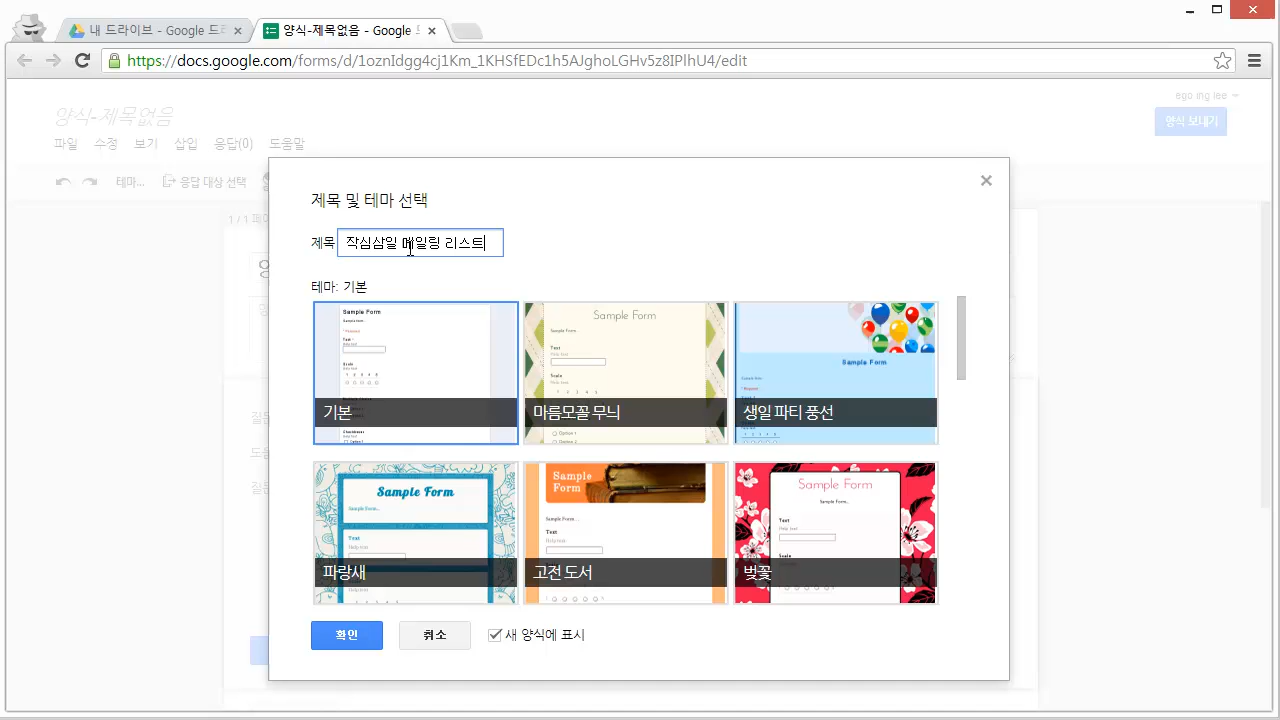 내 드라이브 - Google 드라
양식-제목없음 - Google
https://docs.google.com/forms/d/1oznIdgg4cj1Km_1KHSfEDcIn5AJghoLGHv5z8IPlhU4/edit
양식-제목없음
ego ing lee
양식 보내기
파일 수정 보기 삽입 응답(0) 도움말
테마... 응답 대상 선택
제목 및 테마 선택
제목 작심삼일 메일링 리스트
테마: 기본
Sample Form
Sample Form
Sample Form
기본 마름모꼴 무늬 생일 파티 풍선
Sample Form
Sample Form
Sample Form
파랑새 고전 도서 벚꽃
확인 취소 새 양식에 표시